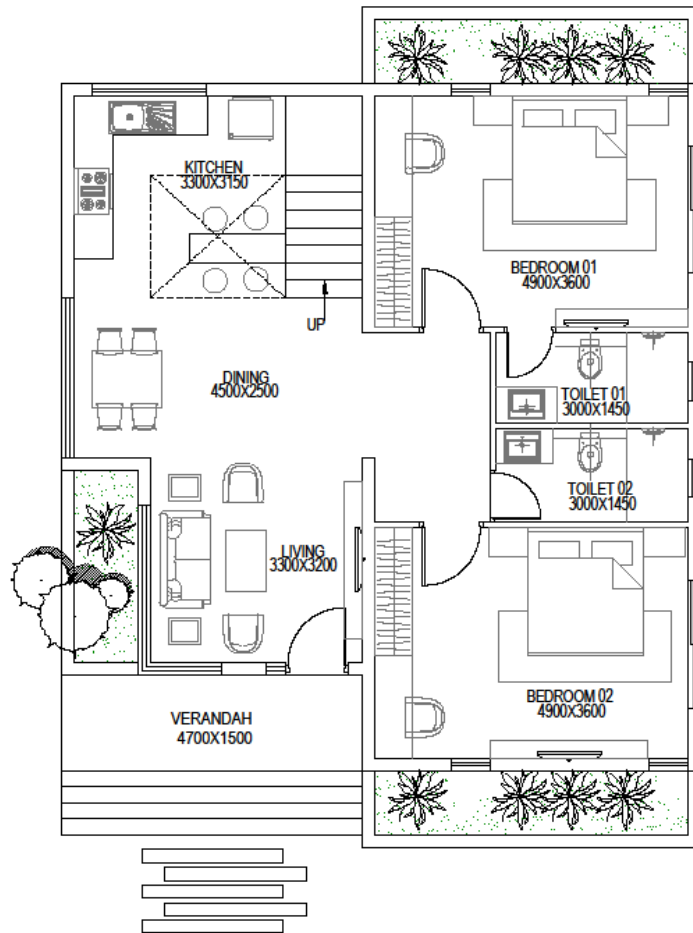 KITCHEN
3300X3150
BEDROOM 01
4900X3600
UP
DINING
4500X2500
TOILET 01
3000X1450
TOILET 02
3000X1450
LIVING
3300X3200
BEDROOM 02
4900X3600
VERANDAH
4700X1500